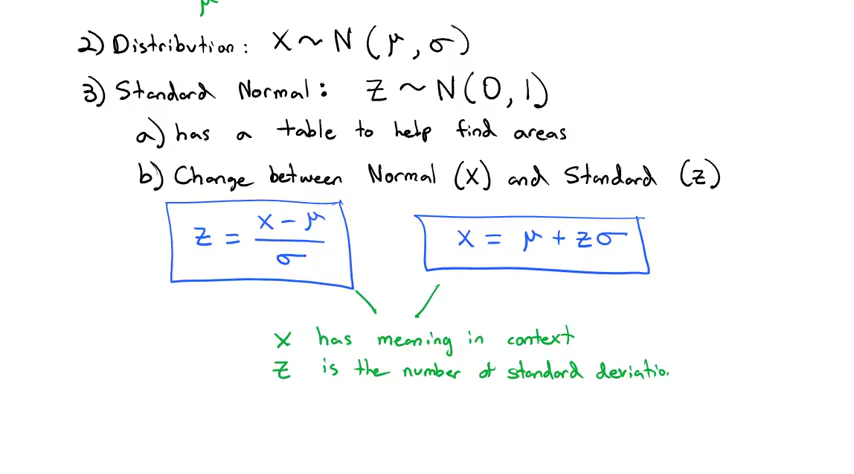 μ
2) Distribution: X ~ N(μ, σ)
3) Standard Normal: Z ~ N(0, 1)
a) has a table to help find areas
b) Change between Normal (X) and Standard (Z)
Z = (X - μ) / σ
X = μ + Zσ
X has meaning in context
Z is the number of standard deviatio